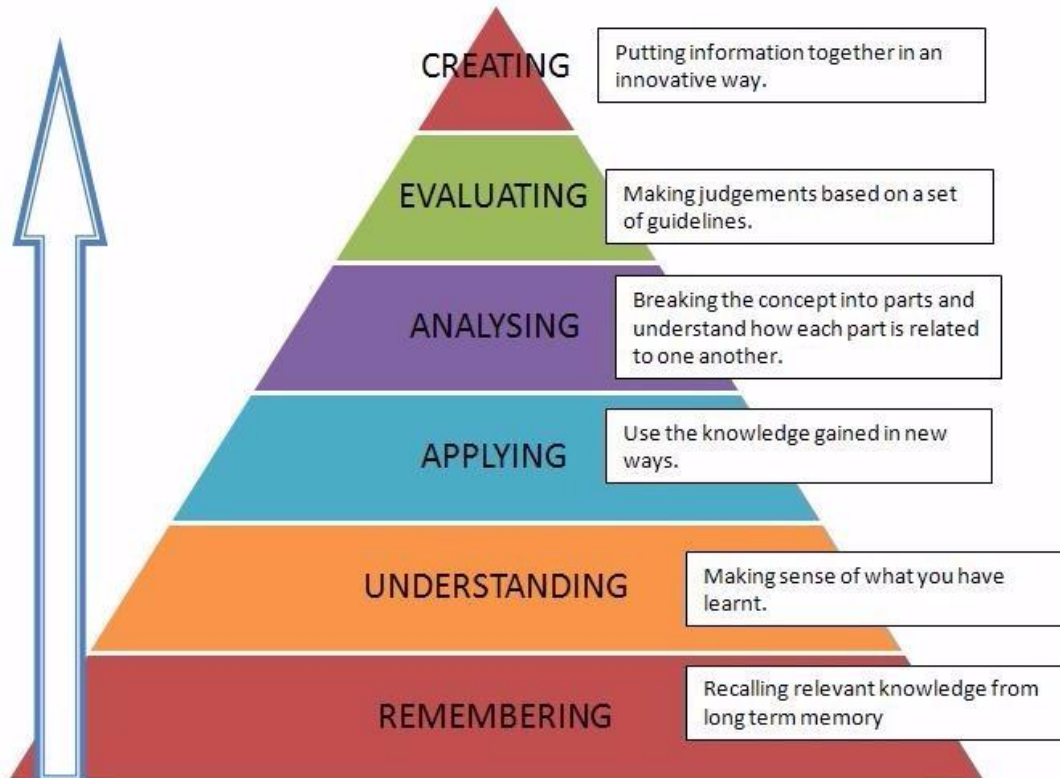 CREATING
Putting information together in an
innovative way.
EVALUATING
Making judgements based on a set
of guidelines.
ANALYSING
Breaking the concept into parts and
understand how each part is related
to one another.
APPLYING
Use the knowledge gained in new
ways.
UNDERSTANDING
Making sense of what you have
learnt.
REMEMBERING
Recalling relevant knowledge from
long term memory